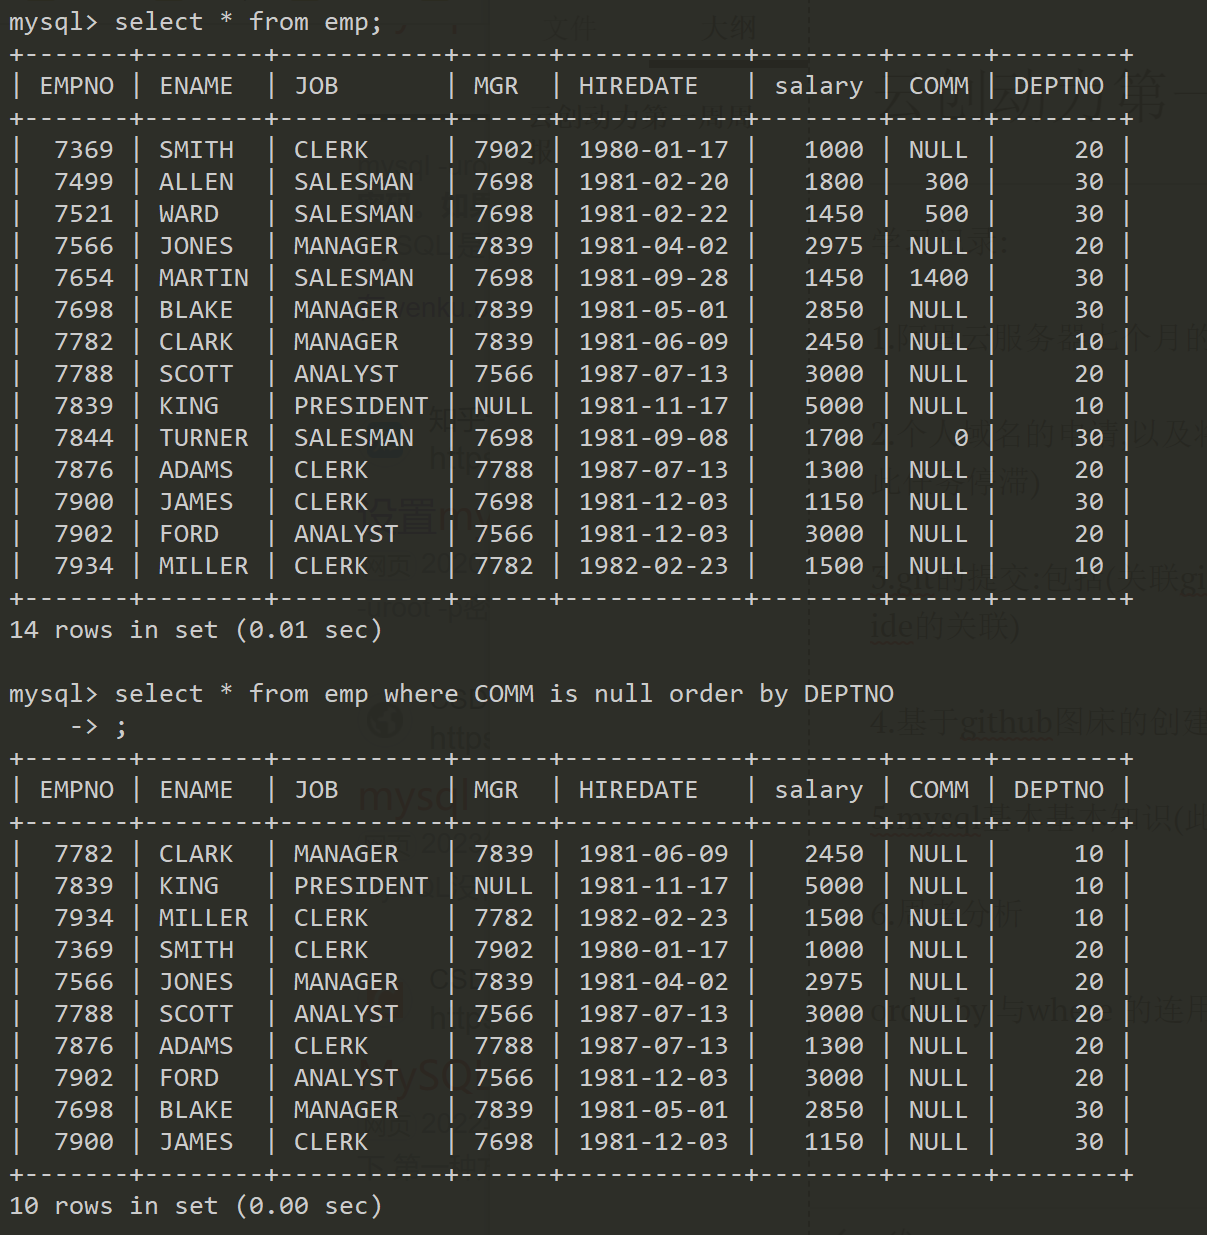 mysql> select * from emp;
+-------+--------+-----------+------+------------+--------+------+--------+
| EMPNO | ENAME  | JOB       | MGR  | HIREDATE   | salary | COMM | DEPTNO |
+-------+--------+-----------+------+------------+--------+------+--------+
|  7369 | SMITH  | CLERK     | 7902 | 1980-01-17 |   1000 | NULL |     20 |
|  7499 | ALLEN  | SALESMAN  | 7698 | 1981-02-20 |   1800 |  300 |     30 |
|  7521 | WARD   | SALESMAN  | 7698 | 1981-02-22 |   1450 |  500 |     30 |
|  7566 | JONES  | MANAGER   | 7839 | 1981-04-02 |   2975 | NULL |     20 |
|  7654 | MARTIN | SALESMAN  | 7698 | 1981-09-28 |   1450 | 1400 |     30 |
|  7698 | BLAKE  | MANAGER   | 7839 | 1981-05-01 |   2850 | NULL |     30 |
|  7782 | CLARK  | MANAGER   | 7839 | 1981-06-09 |   2450 | NULL |     10 |
|  7788 | SCOTT  | ANALYST   | 7566 | 1987-07-13 |   3000 | NULL |     20 |
|  7839 | KING   | PRESIDENT | NULL | 1981-11-17 |   5000 | NULL |     10 |
|  7844 | TURNER | SALESMAN  | 7698 | 1981-09-08 |   1700 |    0 |     30 |
|  7876 | ADAMS  | CLERK     | 7788 | 1987-07-13 |   1300 | NULL |     20 |
|  7900 | JAMES  | CLERK     | 7698 | 1981-12-03 |   1150 | NULL |     30 |
|  7902 | FORD   | ANALYST   | 7566 | 1981-12-03 |   3000 | NULL |     20 |
|  7934 | MILLER | CLERK     | 7782 | 1982-02-23 |   1500 | NULL |     10 |
+-------+--------+-----------+------+------------+--------+------+--------+
14 rows in set (0.01 sec)
mysql> select * from emp where COMM is null order by DEPTNO
    -> ;
+-------+--------+-----------+------+------------+--------+------+--------+
| EMPNO | ENAME  | JOB       | MGR  | HIREDATE   | salary | COMM | DEPTNO |
+-------+--------+-----------+------+------------+--------+------+--------+
|  7782 | CLARK  | MANAGER   | 7839 | 1981-06-09 |   2450 | NULL |     10 |
|  7839 | KING   | PRESIDENT | NULL | 1981-11-17 |   5000 | NULL |     10 |
|  7934 | MILLER | CLERK     | 7782 | 1982-02-23 |   1500 | NULL |     10 |
|  7369 | SMITH  | CLERK     | 7902 | 1980-01-17 |   1000 | NULL |     20 |
|  7566 | JONES  | MANAGER   | 7839 | 1981-04-02 |   2975 | NULL |     20 |
|  7788 | SCOTT  | ANALYST   | 7566 | 1987-07-13 |   3000 | NULL |     20 |
|  7876 | ADAMS  | CLERK     | 7788 | 1987-07-13 |   1300 | NULL |     20 |
|  7902 | FORD   | ANALYST   | 7566 | 1981-12-03 |   3000 | NULL |     20 |
|  7698 | BLAKE  | MANAGER   | 7839 | 1981-05-01 |   2850 | NULL |     30 |
|  7900 | JAMES  | CLERK     | 7698 | 1981-12-03 |   1150 | NULL |     30 |
+-------+--------+-----------+------+------------+--------+------+--------+
10 rows in set (0.00 sec)